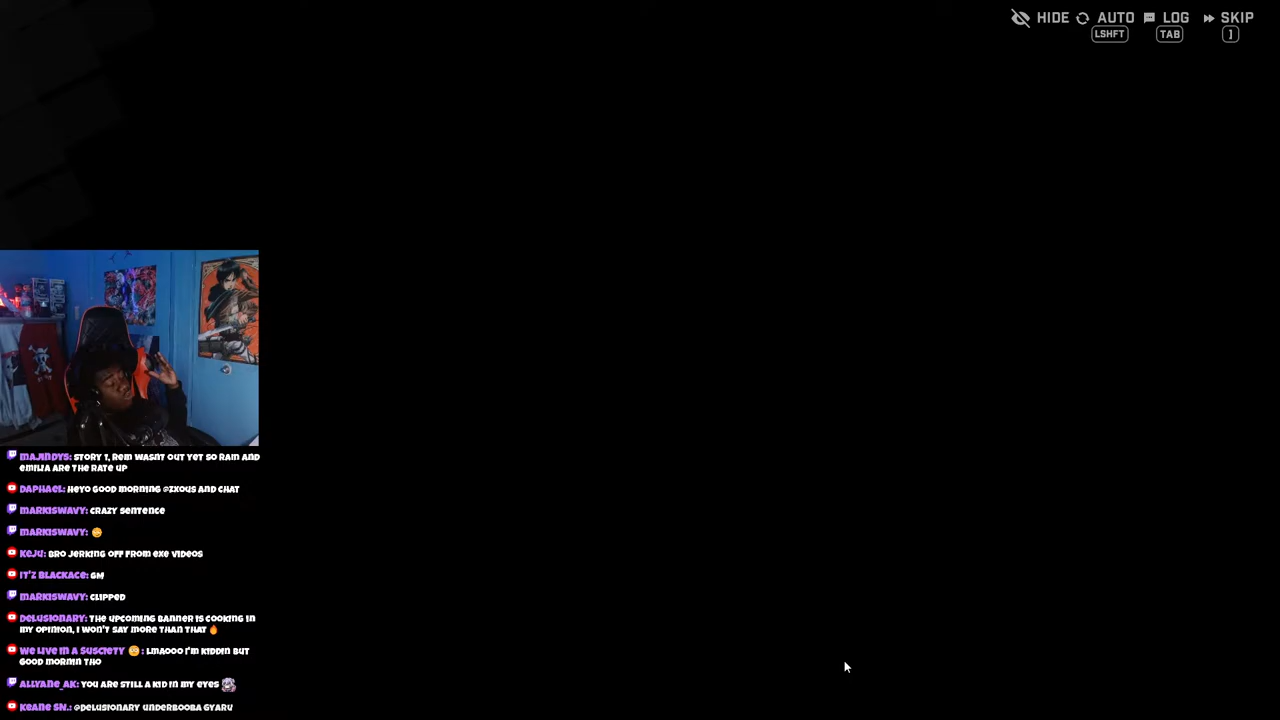 HIDE AUTO LOG SKIP
LSHFT TAB ]
MAJINDYS: STORY 1, REM WASNT OUT YET SO RAM AND
EMILIA ARE THE RATE UP
DAPHAEL: HEYO GOOD MORNING @ZXOUS AND CHAT
MARKISWAVY: CRAZY SENTENCE
MARKISWAVY: 
KEJU: BRO JERKING OFF FROM EXE VIDEOS
IT'Z BLACKACE: GM
MARKISWAVY: CLIPPED
DELUSIONARY: THE UPCOMING BANNER IS COOKING IN
MY OPINION, I WON'T SAY MORE THAN THAT 🔥
WE LIVE IN A SUSCIETY 😳 : LMAOOO I'M KIDDIN BUT
GOOD MORNIN THO
ALLYANE_AK: YOU ARE STILL A KID IN MY EYES
KEANE SN.: @DELUSIONARY UNDERBOOBA GYARU